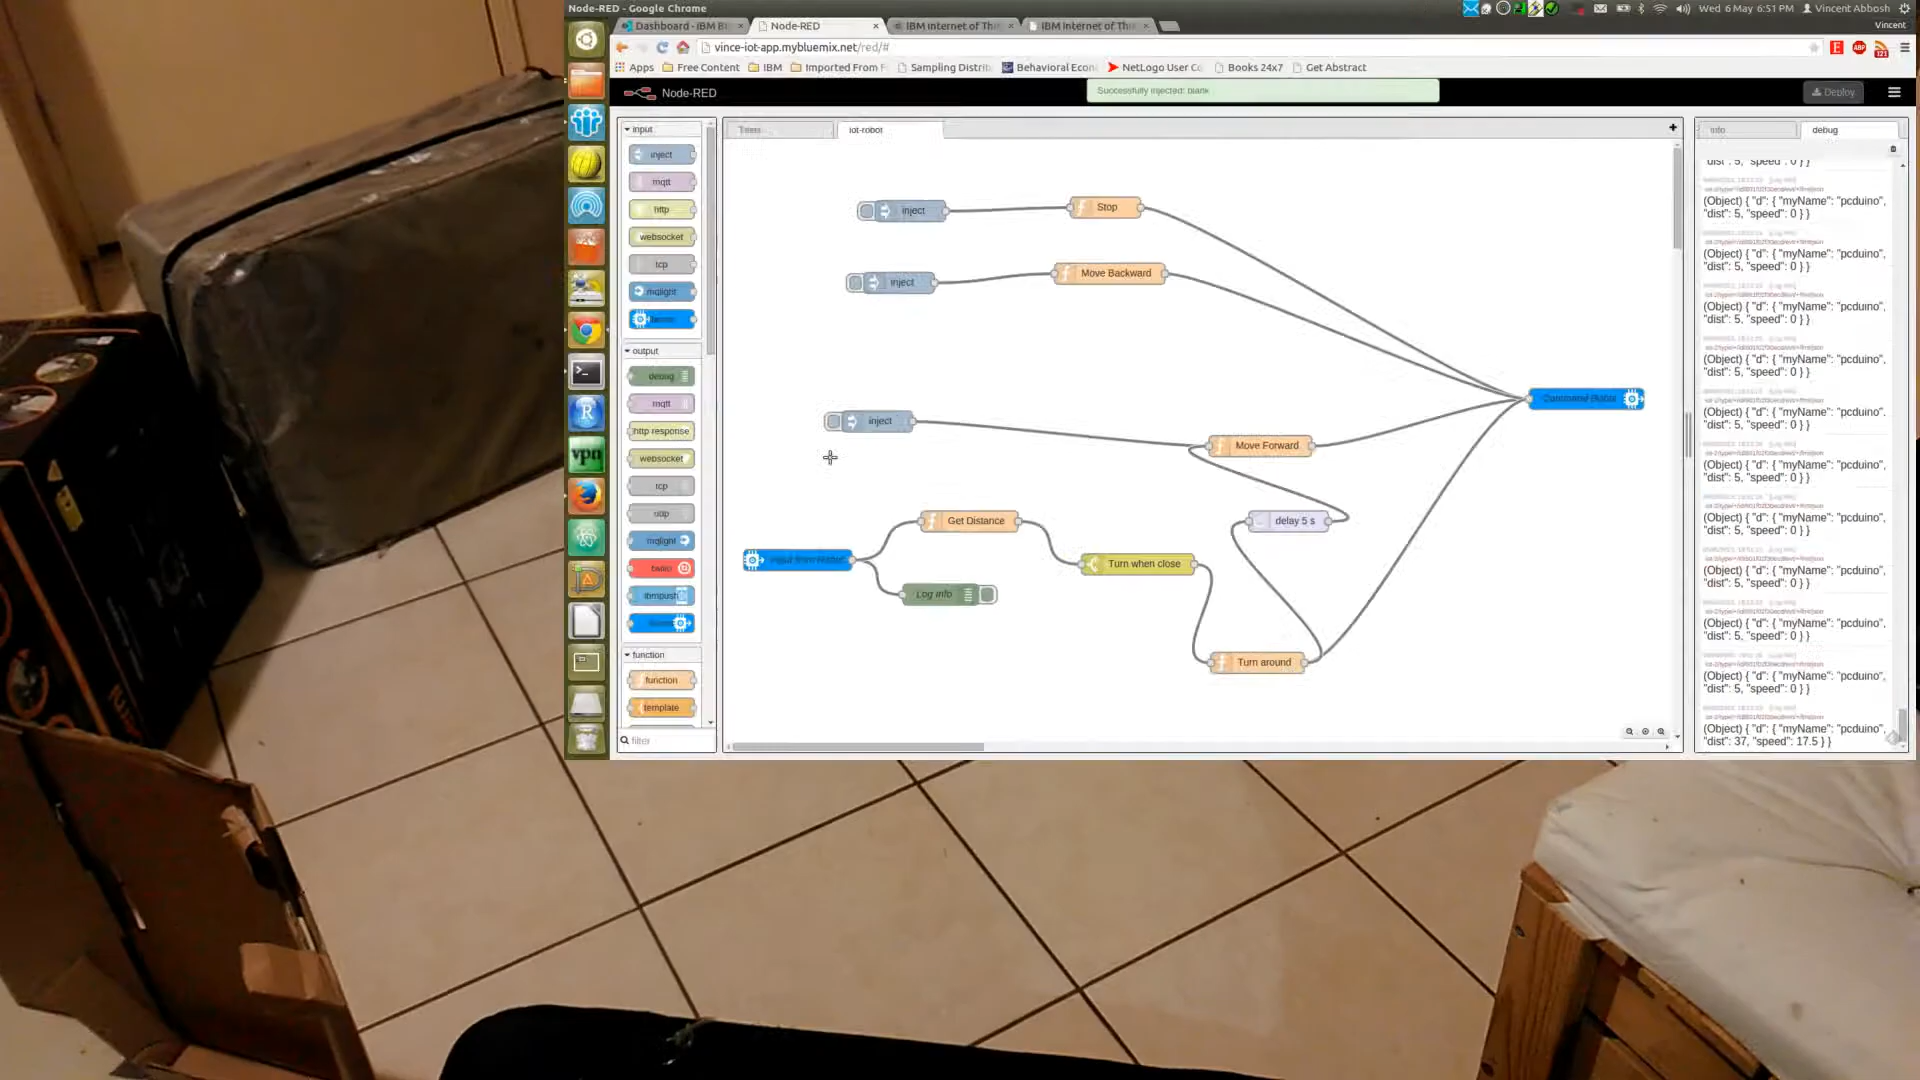 Node-RED - Google Chrome
Wed 6 May 6:51 PM
Vincent Abbosh
Vincent
Dashboard - IBM Bl
Node-RED
IBM Internet of Thi
IBM Internet of Thi
vince-iot-app.mybluemix.net/red/#
Apps
Free Content
IBM
Imported From F
Sampling Distrib
Behavioral Econ
NetLogo User Co
Books 24x7
Get Abstract
Node-RED
Successfully injected: blank
Deploy
input
inject
mqtt
http
websocket
tcp
mqlight
output
debug
mqtt
http response
websocket
tcp
udp
mqlight
twilio
ibmpush
function
function
template
filter
iot-robot
inject
Stop
inject
Move Backward
inject
Move Forward
Get Distance
delay 5 s
Turn when close
Log info
Turn around
vpn
info
debug
"dist": 5, "speed": 0 } }
(Object) { "d": { "myName": "pcduino",
"dist": 5, "speed": 0 } }
(Object) { "d": { "myName": "pcduino",
"dist": 5, "speed": 0 } }
(Object) { "d": { "myName": "pcduino",
"dist": 5, "speed": 0 } }
(Object) { "d": { "myName": "pcduino",
"dist": 5, "speed": 0 } }
(Object) { "d": { "myName": "pcduino",
"dist": 5, "speed": 0 } }
(Object) { "d": { "myName": "pcduino",
"dist": 5, "speed": 0 } }
(Object) { "d": { "myName": "pcduino",
"dist": 5, "speed": 0 } }
(Object) { "d": { "myName": "pcduino",
"dist": 5, "speed": 0 } }
(Object) { "d": { "myName": "pcduino",
"dist": 5, "speed": 0 } }
(Object) { "d": { "myName": "pcduino",
"dist": 5, "speed": 0 } }
(Object) { "d": { "myName": "pcduino",
"dist": 37, "speed": 17.5 } }